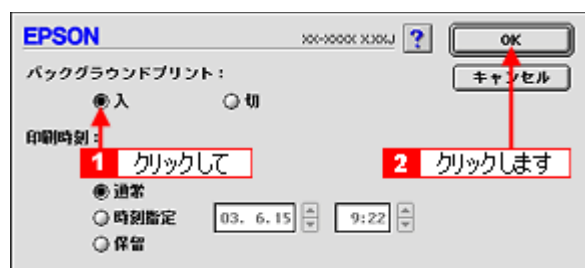 EPSON XX-XXXX X.XXJ ? OK
バックグラウンドプリント： キャンセル
入 切
印刷時刻：
1 クリックして 2 クリックします
通常
時刻指定 03. 6.15 9:22
保留